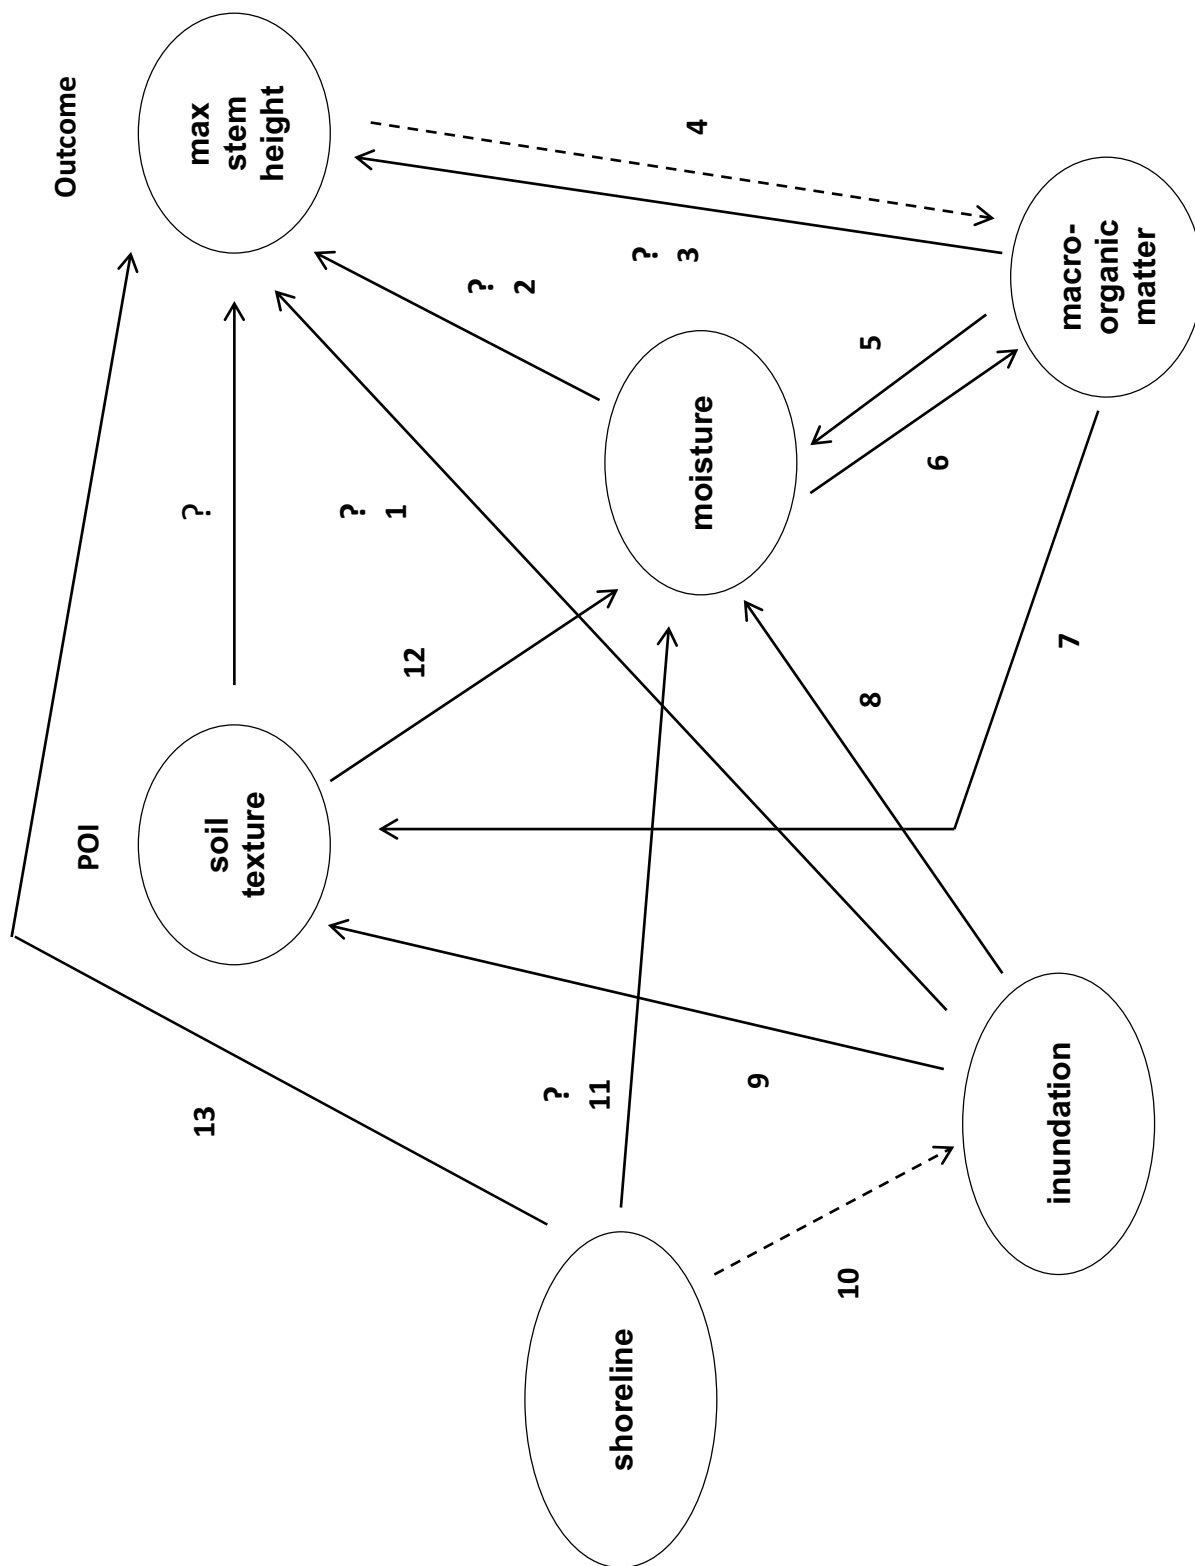 Outcome
POI
13
soil
texture
?
max
stem
height
?
1
12
?
2
?
11
shoreline
?
3
moisture
4
9
10
8
5
6
inundation
7
macro-
organic
matter